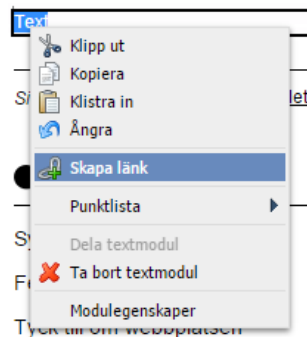 Text
Klipp ut
Kopiera
Klistra in
Ångra
Skapa länk
Punktlista
Dela textmodul
Ta bort textmodul
Modulegenskaper
Tyck till om webbplatsen